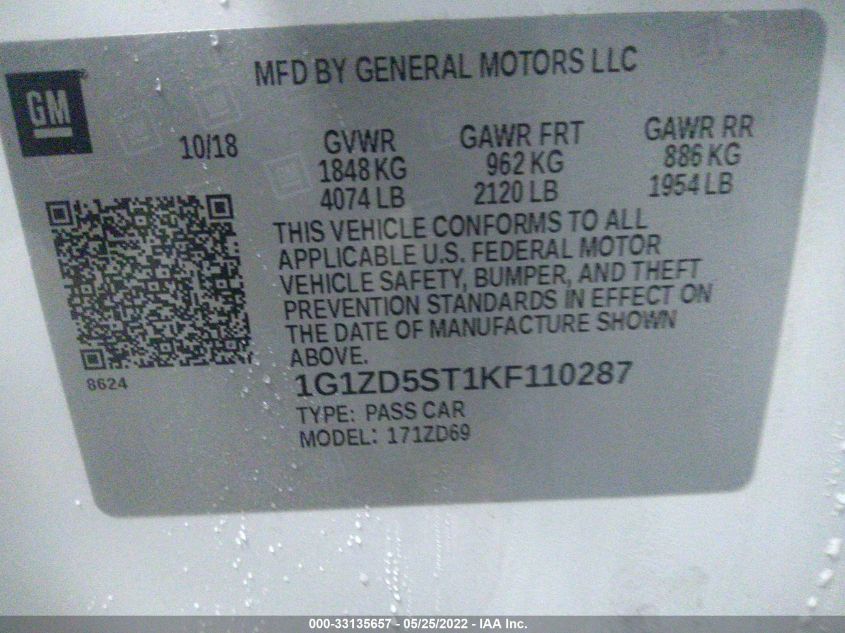 MFD BY GENERAL MOTORS LLC
GM
10/18
GVWR GAWR FRT GAWR RR
1848 KG 962 KG 886 KG
4074 LB 2120 LB 1954 LB
THIS VEHICLE CONFORMS TO ALL
APPLICABLE U.S. FEDERAL MOTOR
VEHICLE SAFETY, BUMPER, AND THEFT
PREVENTION STANDARDS IN EFFECT ON
THE DATE OF MANUFACTURE SHOWN
ABOVE.
8624
1G1ZD5ST1KF110287
TYPE: PASS CAR
MODEL: 171ZD69
000-33135657 - 05/25/2022 - IAA Inc.